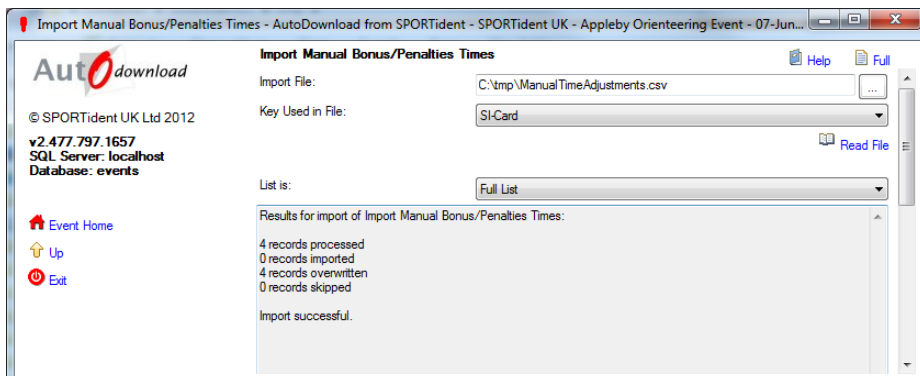 Import Manual Bonus/Penalties Times - AutoDownload from SPORTident - SPORTident UK - Appleby Orienteering Event - 07-Jun...
Auto download
© SPORTident UK Ltd 2012
v2.477.797.1657
SQL Server: localhost
Database: events
Event Home
Up
Exit
Import Manual Bonus/Penalties Times
Help
Full
Import File:
C:\tmp\ManualTimeAdjustments.csv
...
Key Used in File:
SI-Card
Read File
List is:
Full List
Results for import of Import Manual Bonus/Penalties Times:
4 records processed
0 records imported
4 records overwritten
0 records skipped
Import successful.